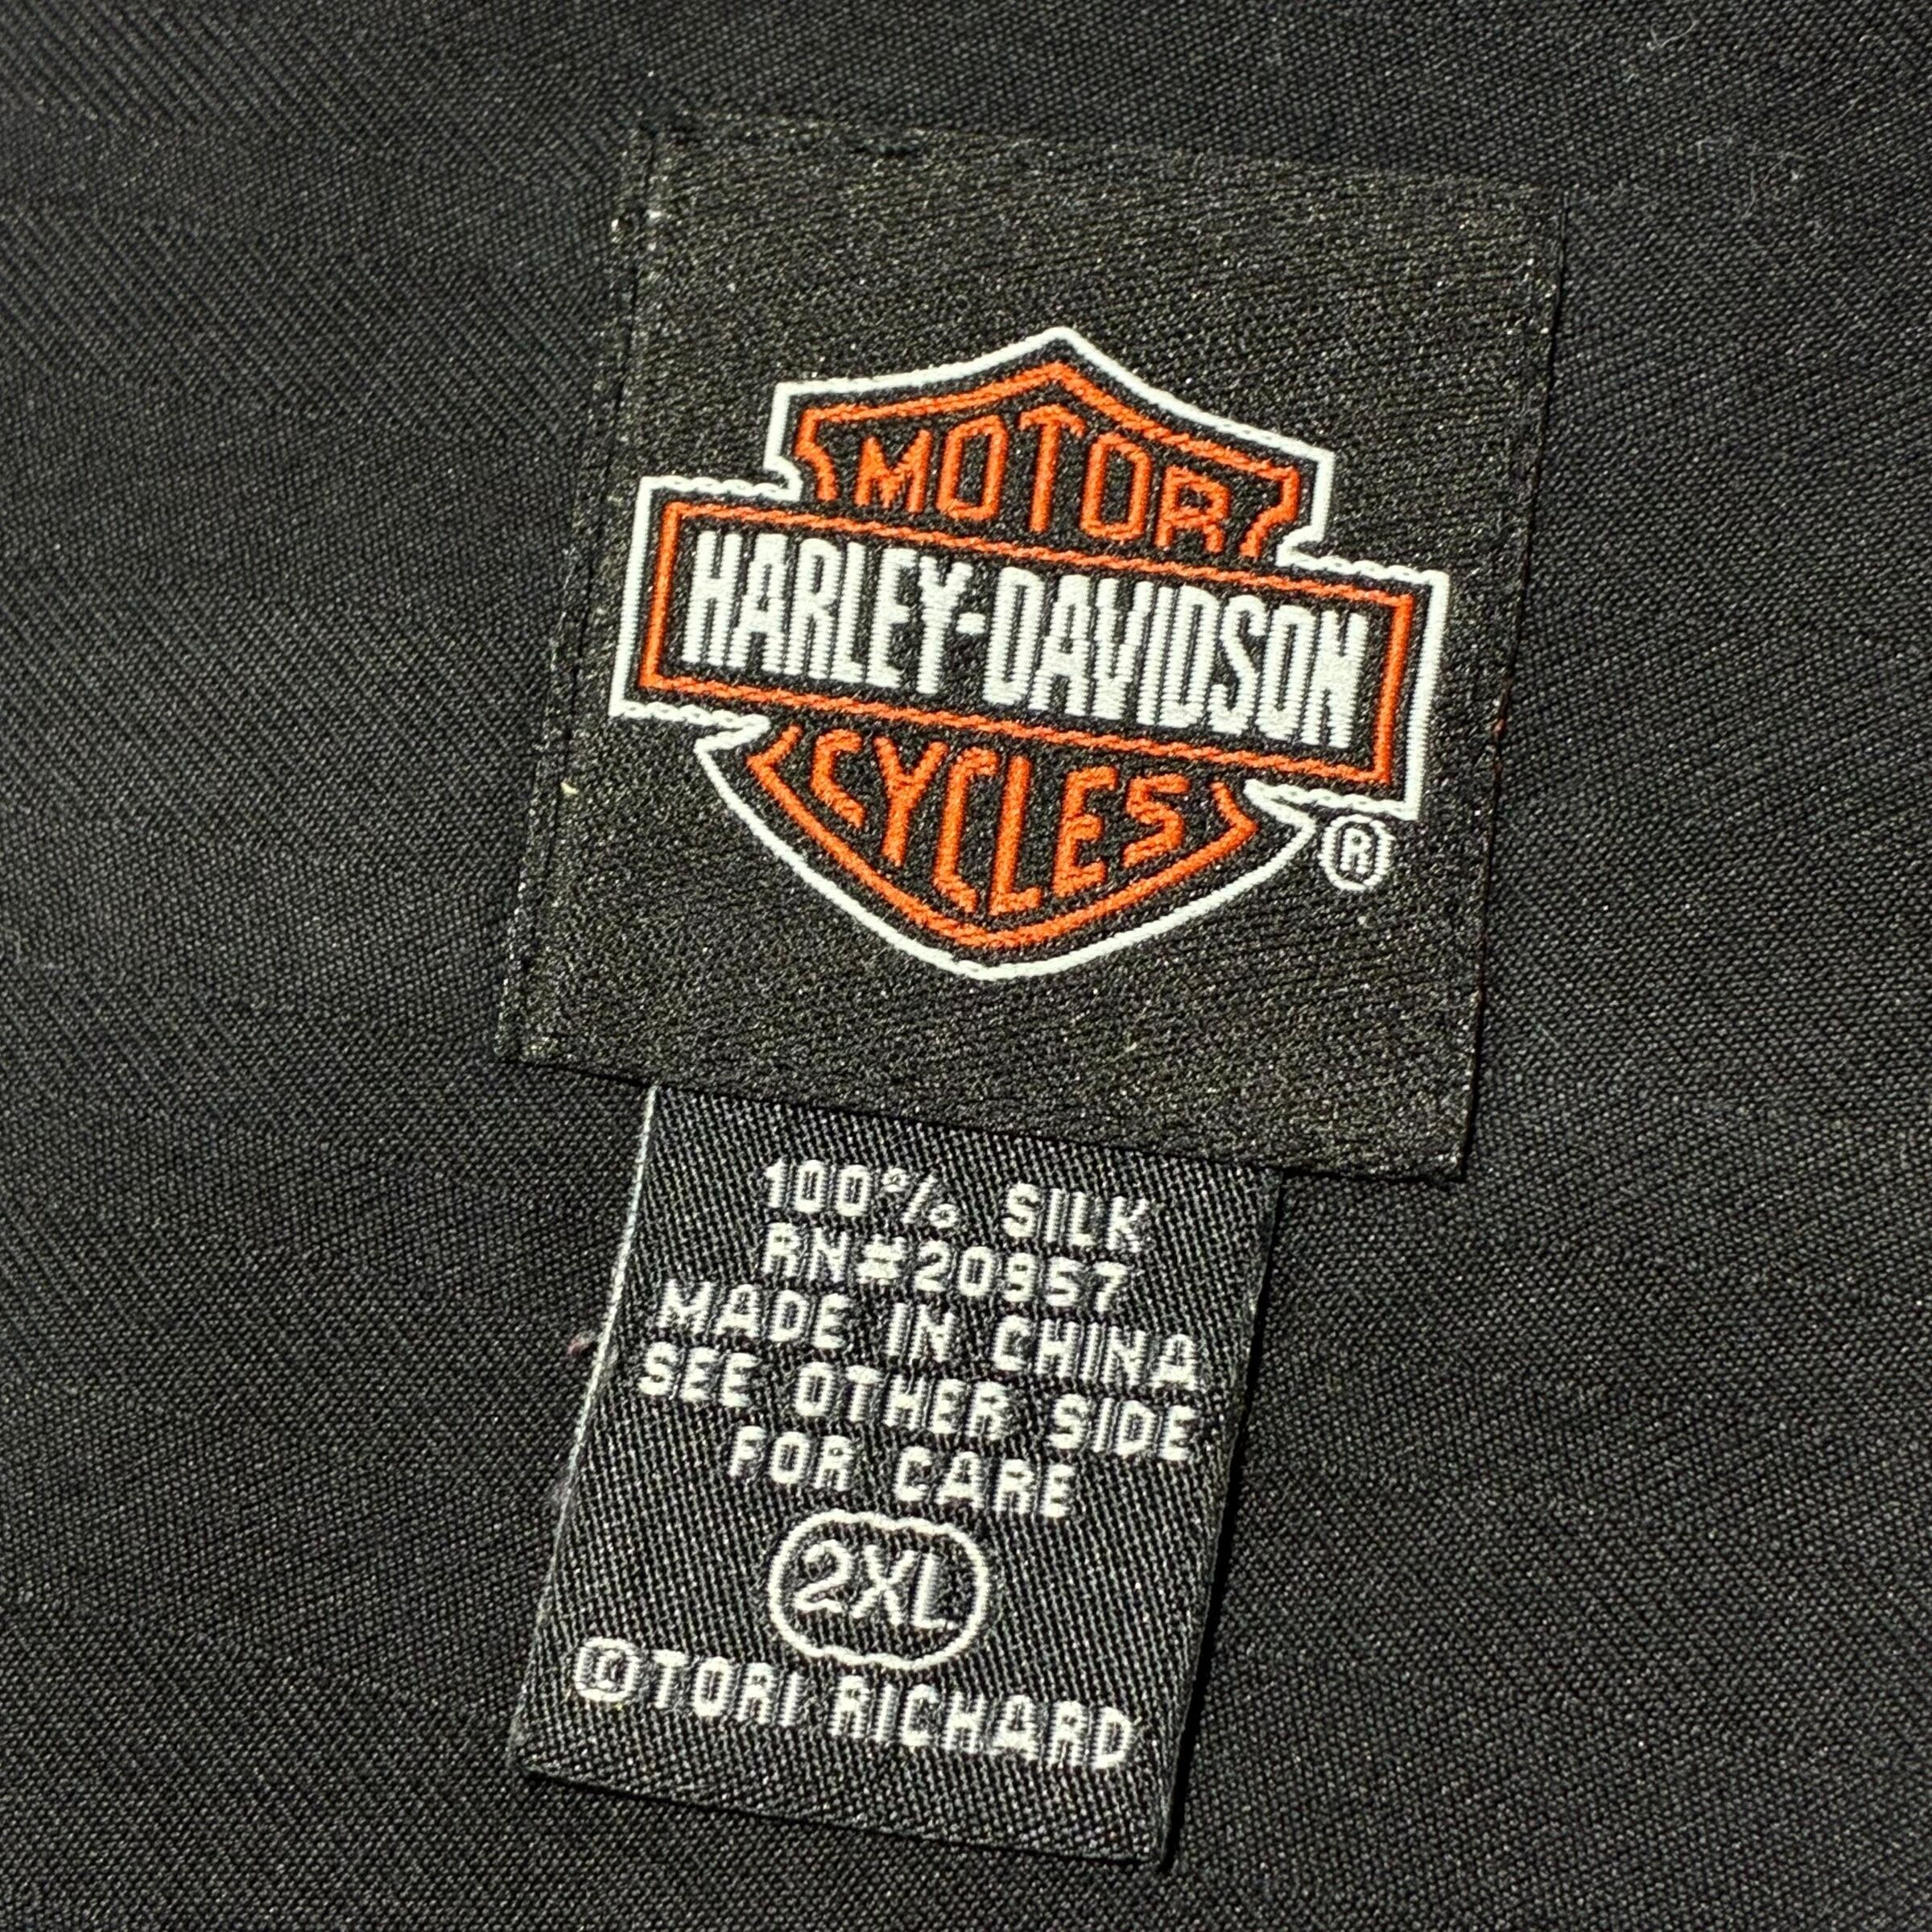 MOTOR
HARLEY-DAVIDSON
CYCLES
®
100% SILK
RN#20957
MADE IN CHINA
SEE OTHER SIDE
FOR CARE
2XL
©TORI RICHARD